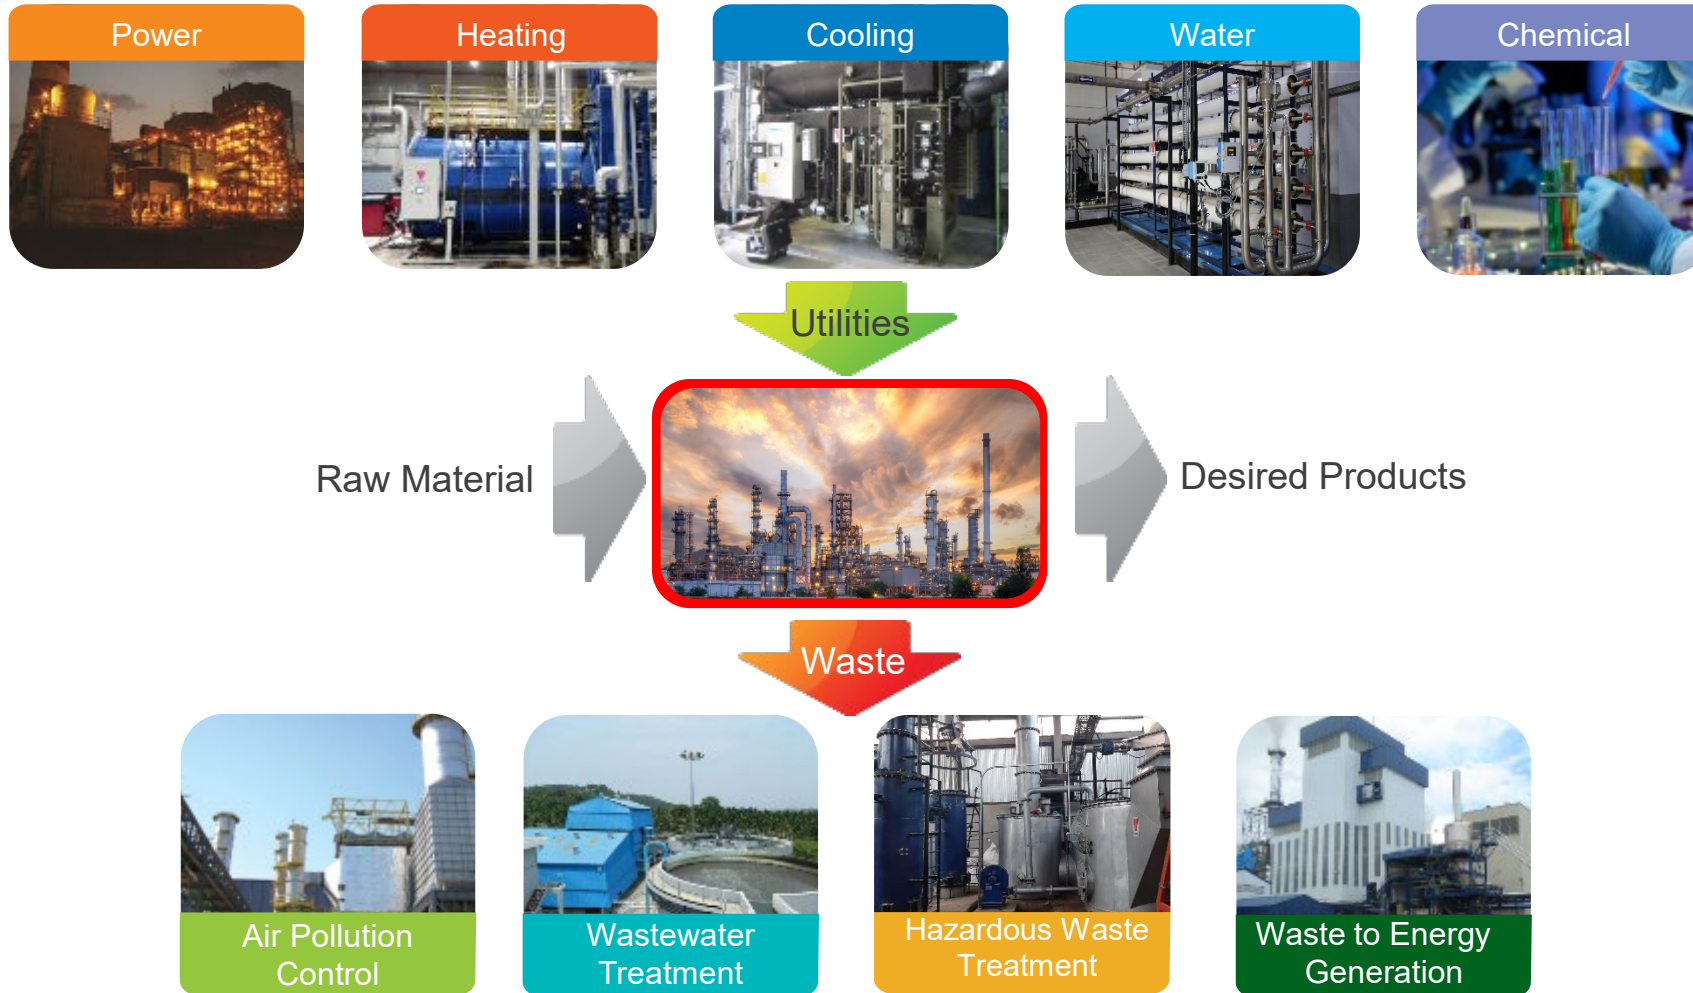 Power
Heating
Cooling
Water
Chemical
Utilities
Raw Material
Desired Products
Waste
Air Pollution
Control
Wastewater
Treatment
Hazardous Waste
Treatment
Waste to Energy
Generation